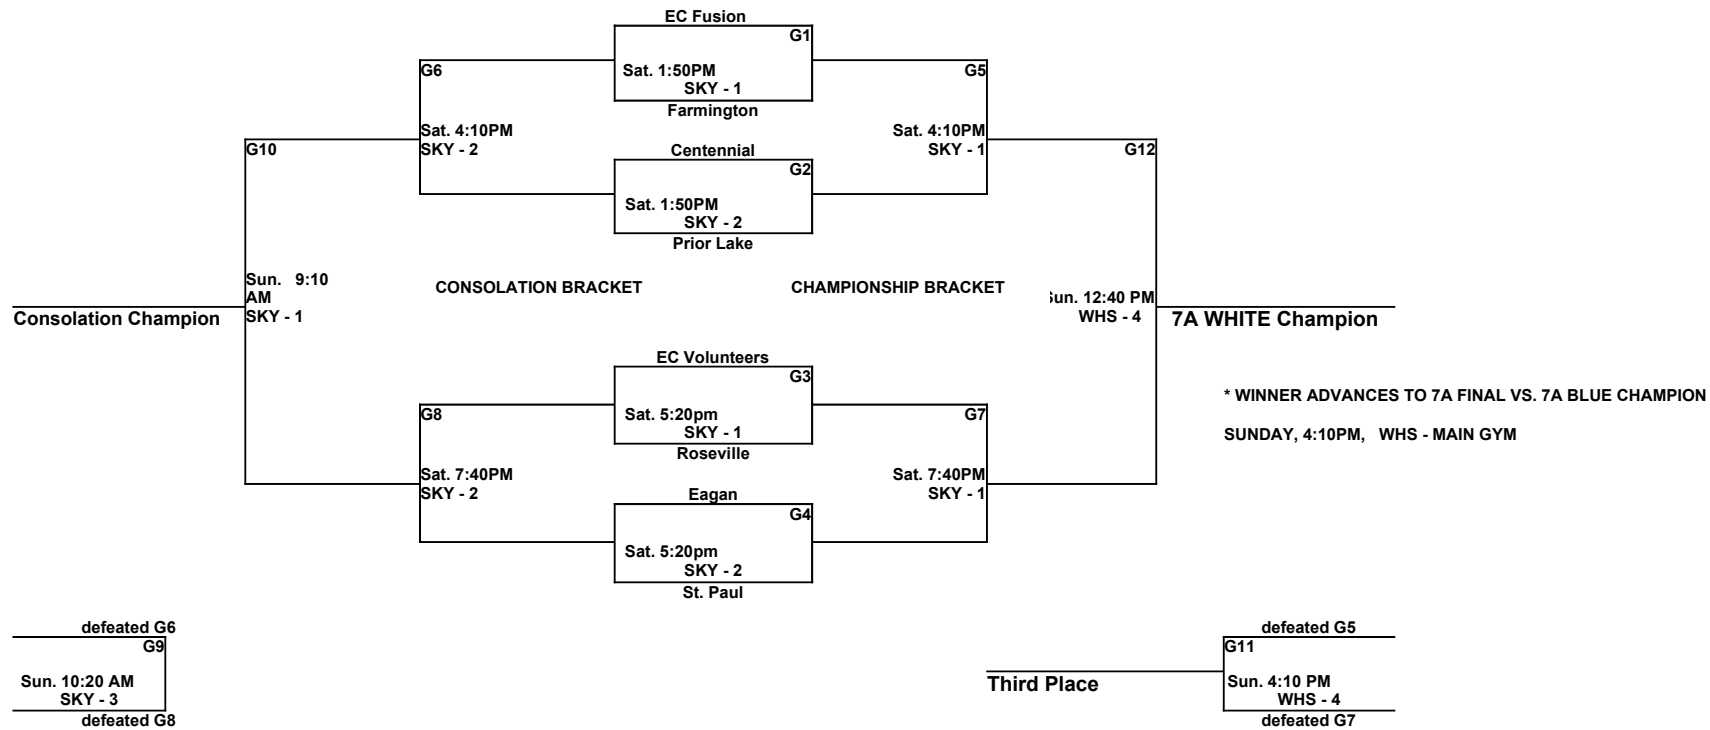 EC Fusion
G1
Sat. 1:50PM
SKY - 1
Farmington
G6
Sat. 4:10PM
SKY - 2
G5
Sat. 4:10PM
SKY - 1
Centennial
G2
Sat. 1:50PM
SKY - 2
Prior Lake
G10
Sun. 9:10
AM
SKY - 1
Consolation Champion
CONSOLATION BRACKET
CHAMPIONSHIP BRACKET
G12
12:40 PM
WHS - 4
7A WHITE Champion
* WINNER ADVANCES TO 7A FINAL VS. 7A BLUE CHAMPION
SUNDAY, 4:10PM, WHS - MAIN GYM
EC Volunteers
G3
Sat. 5:20pm
SKY - 1
Roseville
G8
Sat. 7:40PM
SKY - 2
G7
Sat. 7:40PM
SKY - 1
Eagan
G4
Sat. 5:20pm
SKY - 2
St. Paul
defeated G6
G9
Sun. 10:20 AM
SKY - 3
defeated G8
Third Place
defeated G5
G11
Sun. 4:10 PM
WHS - 4
defeated G7